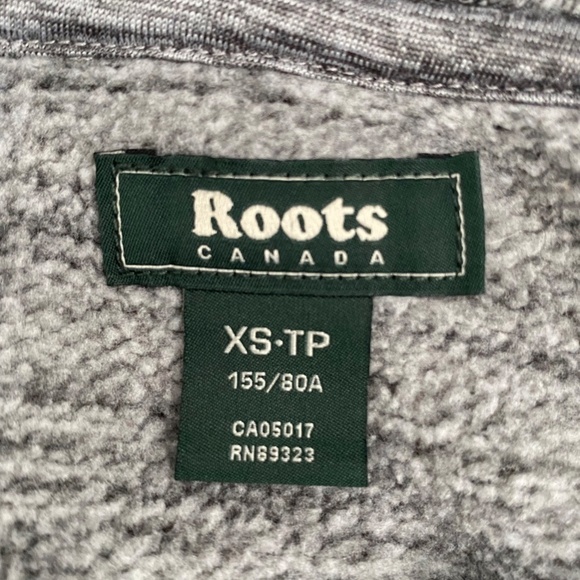 Roots
CANADA
XS·TP
155/80A
CA05017
RN89323